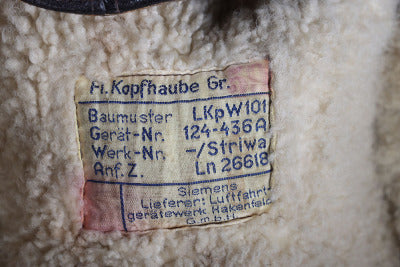 Fl. Kopfhaube Gr.
Baumuster LKpW101
Gerät-Nr. 124-436A
Werk-Nr. -/Striwa
Anf. Z. Ln 26618
Siemens
Lieferer: Luftfahrt-
gerätewerk Hakenfelde
G.m.b.H.